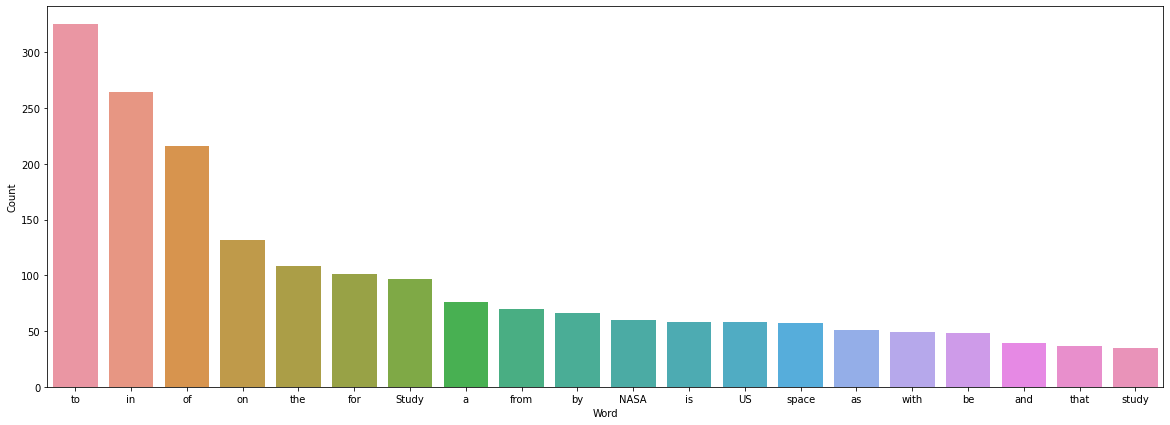 300
250
200
150
100
50
0
Count
to in of on the for Study a from by NASA is US space as with be and that study
Word